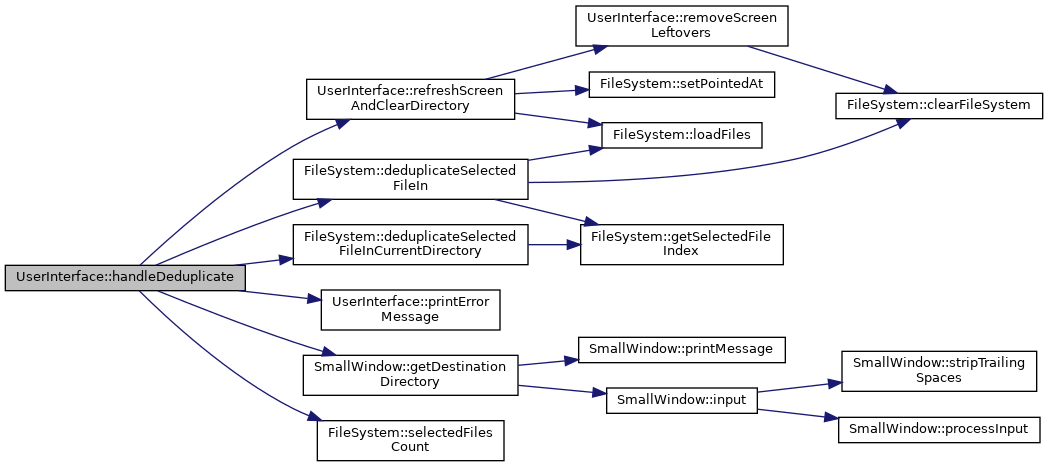 UserInterface::handleDeduplicate
UserInterface::refreshScreen
AndClearDirectory
FileSystem::deduplicateSelected
FileIn
FileSystem::deduplicateSelected
FileInCurrentDirectory
UserInterface::printError
Message
SmallWindow::getDestination
Directory
FileSystem::selectedFiles
Count
UserInterface::removeScreen
Leftovers
FileSystem::setPointedAt
FileSystem::loadFiles
FileSystem::getSelectedFile
Index
SmallWindow::printMessage
SmallWindow::input
FileSystem::clearFileSystem
SmallWindow::stripTrailing
Spaces
SmallWindow::processInput